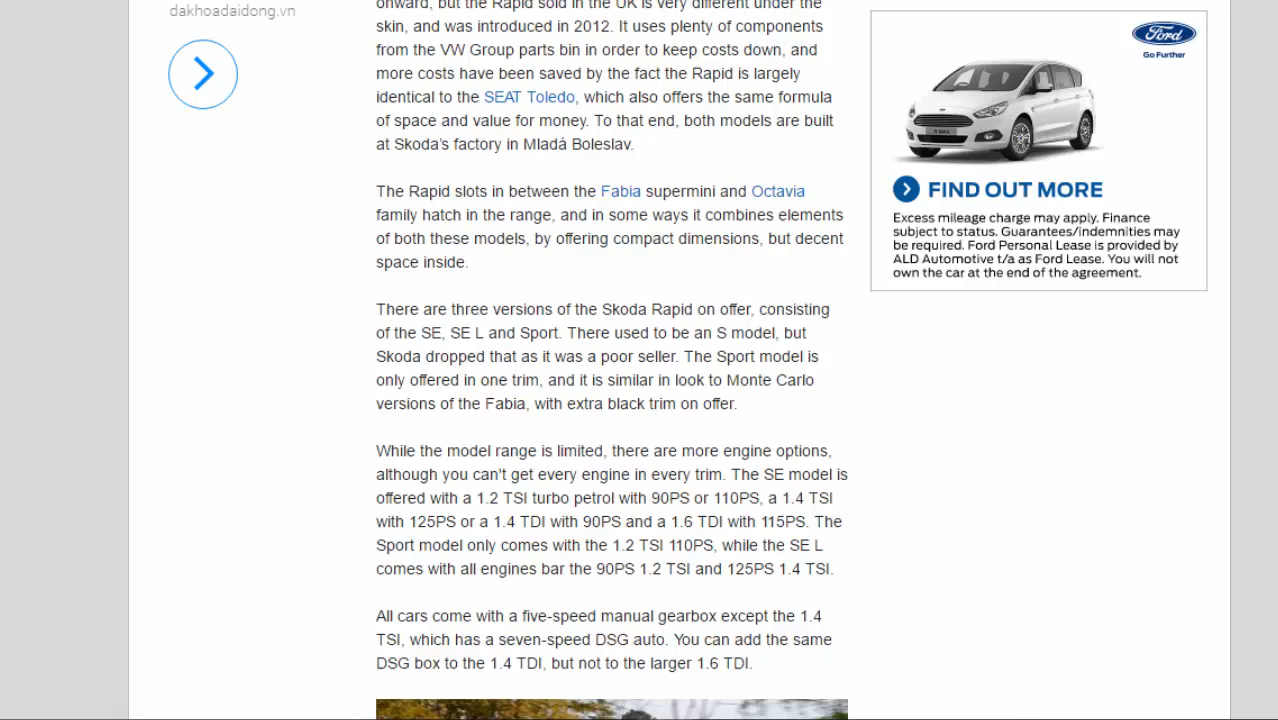 dakhoadaidong.vn
onward, but the Rapid sold in the UK is very different under the
skin, and was introduced in 2012. It uses plenty of components
from the VW Group parts bin in order to keep costs down, and
more costs have been saved by the fact the Rapid is largely
identical to the SEAT Toledo, which also offers the same formula
of space and value for money. To that end, both models are built
at Skoda's factory in Mladá Boleslav.
The Rapid slots in between the Fabia supermini and Octavia
family hatch in the range, and in some ways it combines elements
of both these models, by offering compact dimensions, but decent
space inside.
There are three versions of the Skoda Rapid on offer, consisting
of the SE, SE L and Sport. There used to be an S model, but
Skoda dropped that as it was a poor seller. The Sport model is
only offered in one trim, and it is similar in look to Monte Carlo
versions of the Fabia, with extra black trim on offer.
While the model range is limited, there are more engine options,
although you can't get every engine in every trim. The SE model is
offered with a 1.2 TSI turbo petrol with 90PS or 110PS, a 1.4 TSI
with 125PS or a 1.4 TDI with 90PS and a 1.6 TDI with 115PS. The
Sport model only comes with the 1.2 TSI 110PS, while the SE L
comes with all engines bar the 90PS 1.2 TSI and 125PS 1.4 TSI.
All cars come with a five-speed manual gearbox except the 1.4
TSI, which has a seven-speed DSG auto. You can add the same
DSG box to the 1.4 TDI, but not to the larger 1.6 TDI.
Ford
Go Further
S-MAX
FIND OUT MORE
Excess mileage charge may apply. Finance
subject to status. Guarantees/indemnities may
be required. Ford Personal Lease is provided by
ALD Automotive t/a as Ford Lease. You will not
own the car at the end of the agreement.